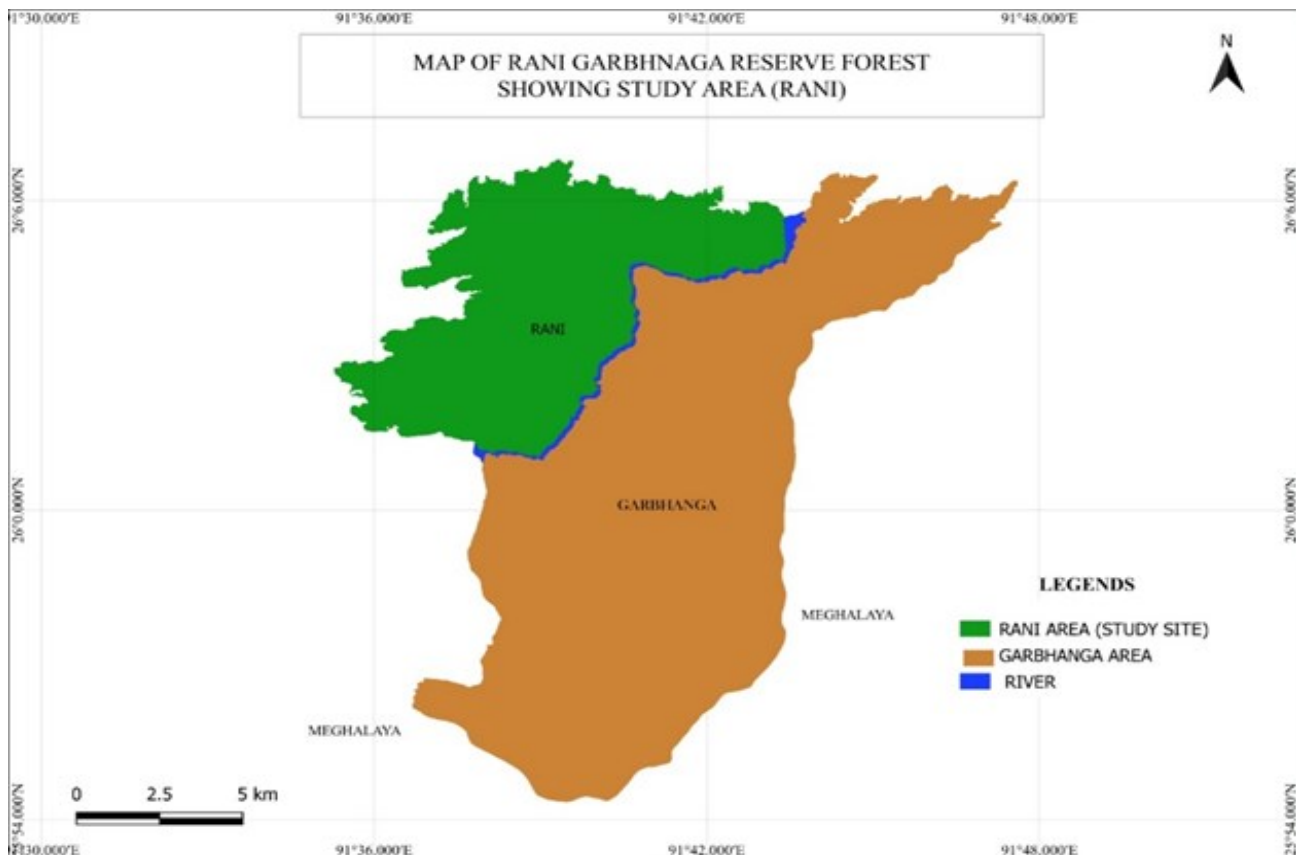 91°30.000'E 91°36.000'E 91°42.000'E 91°48.000'E
MAP OF RANI GARBHNAGA RESERVE FOREST
SHOWING STUDY AREA (RANI)
N
26°6.000'N 26°6.000'N
RANI
GARBHANGA
26°0.000'N 26°0.000'N
LEGENDS
MEGHALAYA
RANI AREA (STUDY SITE)
GARBHANGA AREA
RIVER
MEGHALAYA
0 2.5 5 km
25°54.000'N 25°54.000'N
91°30.000'E 91°36.000'E 91°42.000'E 91°48.000'E